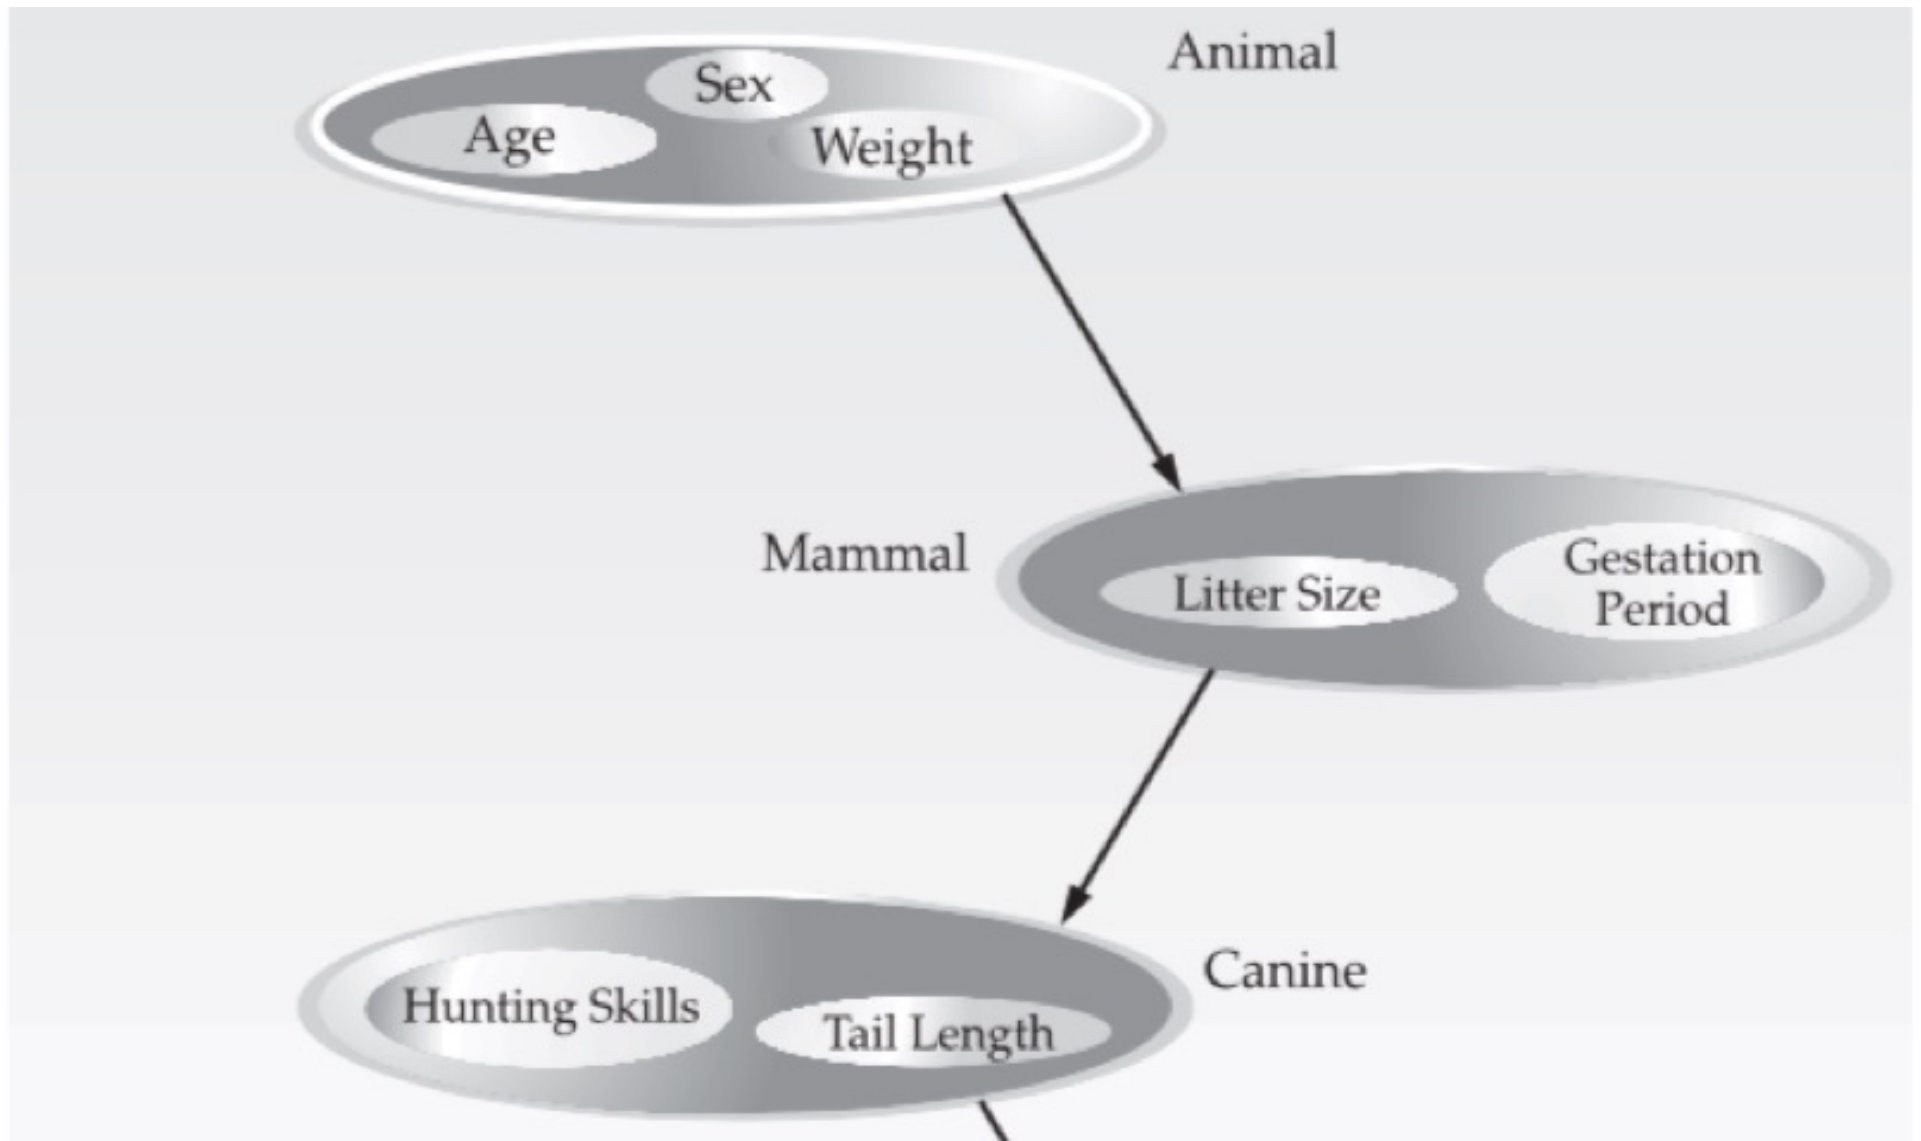 Animal
Sex
Age
Weight
Mammal
Litter Size
Gestation
Period
Canine
Hunting Skills
Tail Length